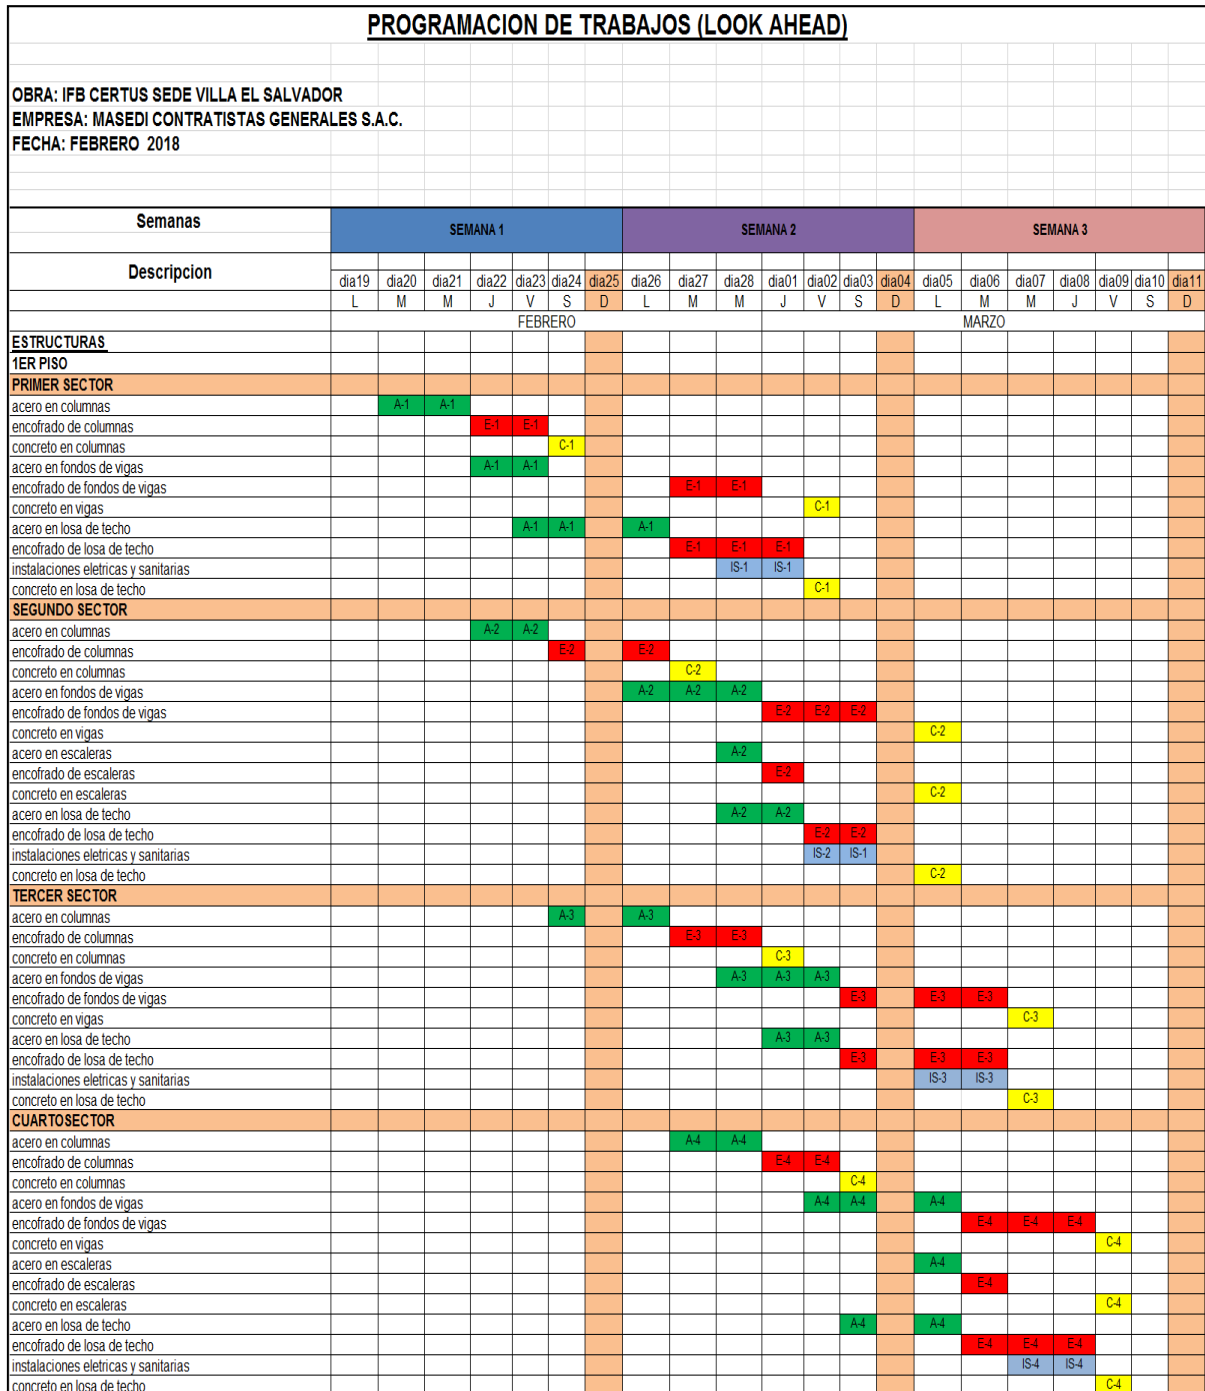 PROGRAMACION DE TRABAJOS (LOOK AHEAD)
OBRA: IFB CERTUS SEDE VILLA EL SALVADOR
EMPRESA: MASEDI CONTRATISTAS GENERALES S.A.C.
FECHA: FEBRERO 2018
Semanas SEMANA 1 SEMANA 2 SEMANA 3
Descripcion dia19 dia20 dia21 dia22 dia23 dia24 dia25 dia26 dia27 dia28 dia01 dia02 dia03 dia04 dia05 dia06 dia07 dia08 dia09 dia10 dia11
L M M J V S D L M M J V S D L M M J V S D
FEBRERO MARZO
ESTRUCTURAS
1ER PISO
PRIMER SECTOR
acero en columnas A-1 A-1
encofrado de columnas E-1 E-1
concreto en columnas C-1
acero en fondos de vigas A-1 A-1
encofrado de fondos de vigas E-1 E-1
concreto en vigas C-1
acero en losa de techo A-1 A-1 A-1
encofrado de losa de techo E-1 E-1 E-1
instalaciones eletricas y sanitarias IS-1 IS-1
concreto en losa de techo C-1
SEGUNDO SECTOR
acero en columnas A-2 A-2
encofrado de columnas E-2 E-2
concreto en columnas C-2
acero en fondos de vigas A-2 A-2 A-2
encofrado de fondos de vigas E-2 E-2 E-2
concreto en vigas C-2
acero en escaleras A-2
encofrado de escaleras E-2
concreto en escaleras C-2
acero en losa de techo A-2 A-2
encofrado de losa de techo E-2 E-2
instalaciones eletricas y sanitarias IS-2 IS-1
concreto en losa de techo C-2
TERCER SECTOR
acero en columnas A-3 A-3
encofrado de columnas E-3 E-3
concreto en columnas C-3
acero en fondos de vigas A-3 A-3 A-3
encofrado de fondos de vigas E-3 E-3 E-3
concreto en vigas C-3
acero en losa de techo A-3 A-3
encofrado de losa de techo E-3 E-3 E-3
instalaciones eletricas y sanitarias IS-3 IS-3
concreto en losa de techo C-3
CUARTOSECTOR
acero en columnas A-4 A-4
encofrado de columnas E-4 E-4
concreto en columnas C-4
acero en fondos de vigas A-4 A-4 A-4
encofrado de fondos de vigas E-4 E-4 E-4
concreto en vigas C-4
acero en escaleras A-4
encofrado de escaleras E-4
concreto en escaleras C-4
acero en losa de techo A-4 A-4
encofrado de losa de techo E-4 E-4 E-4
instalaciones eletricas y sanitarias IS-4 IS-4
concreto en losa de techo C-4